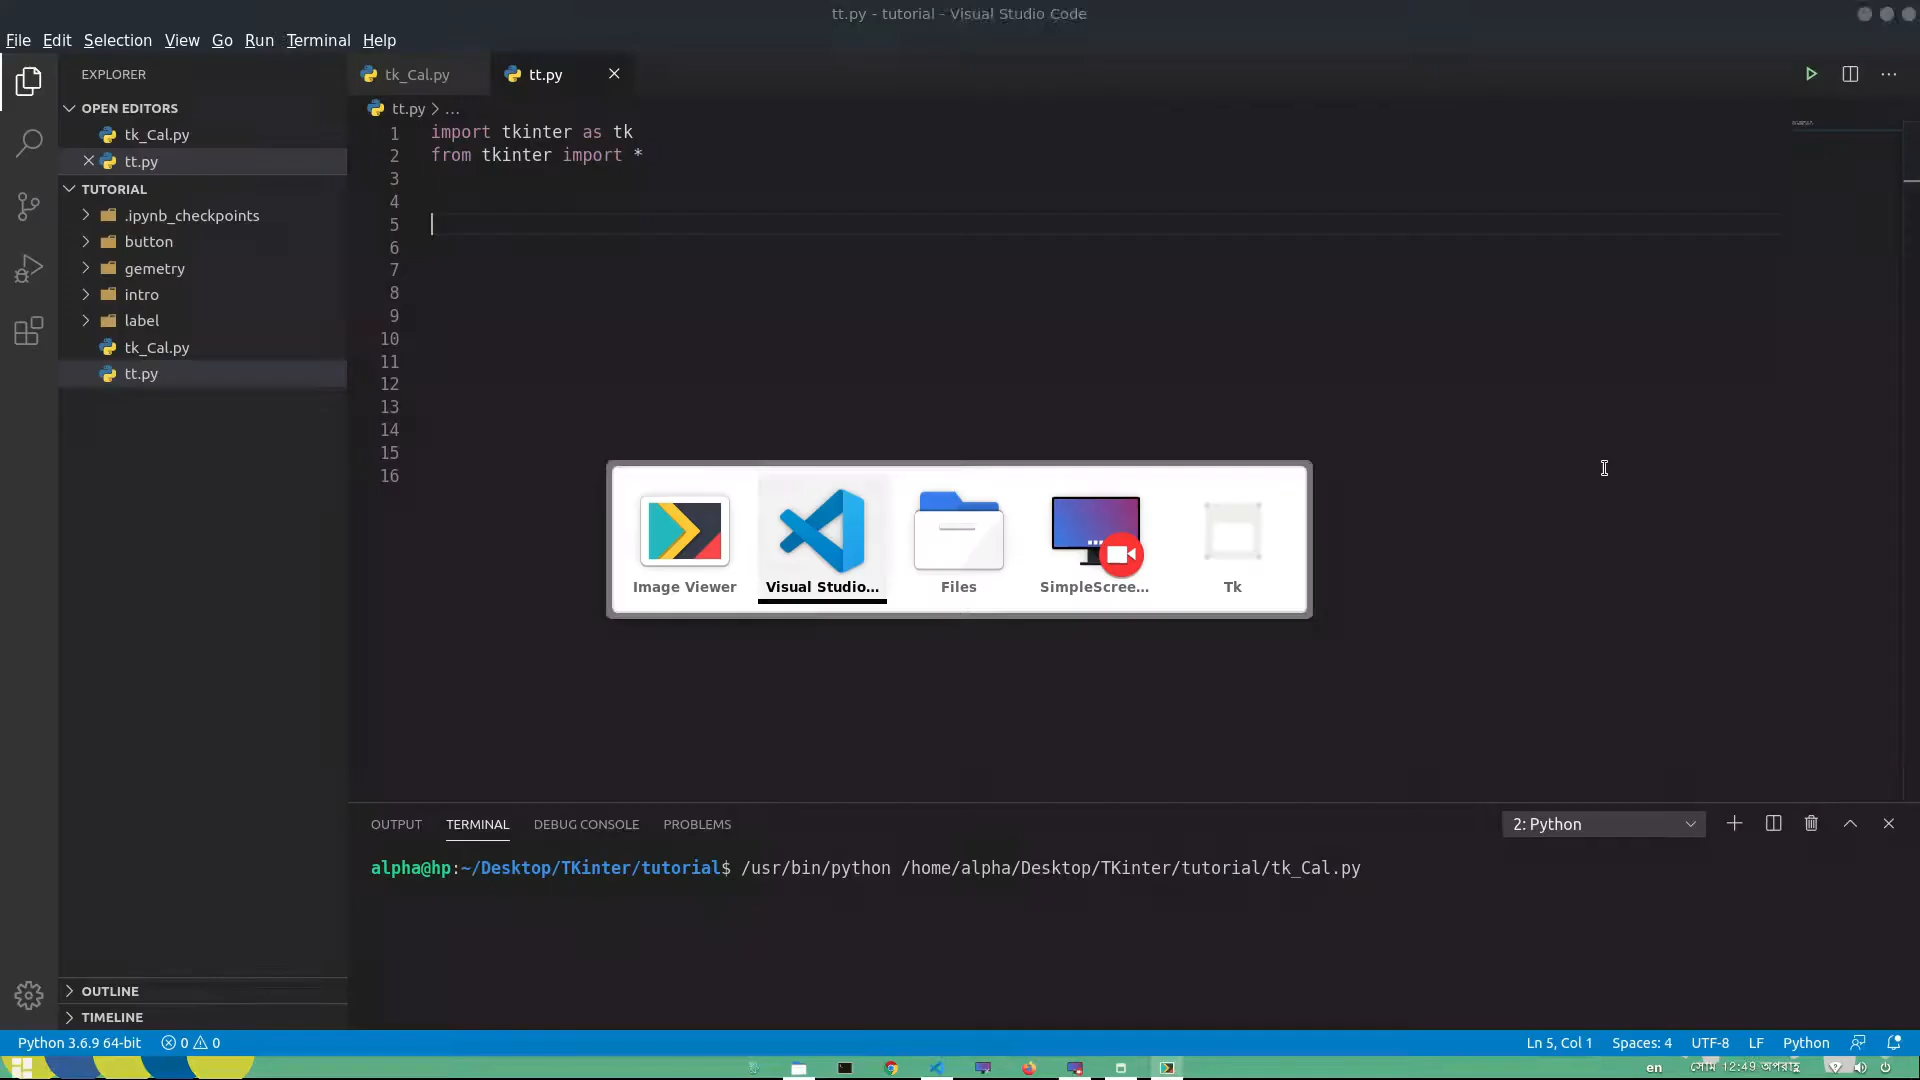 tt.py - tutorial - Visual Studio Code
File Edit Selection View Go Run Terminal Help
EXPLORER
OPEN EDITORS
tk_Cal.py
tt.py
TUTORIAL
.ipynb_checkpoints
button
gemetry
intro
label
tk_Cal.py
tt.py
OUTLINE
TIMELINE
tk_Cal.py
tt.py
tt.py > ...
1 import tkinter as tk
2 from tkinter import *
3
4
5
6
7
8
9
10
11
12
13
14
15
16
Image Viewer
Visual Studio...
Files
SimpleScree...
Tk
OUTPUT TERMINAL DEBUG CONSOLE PROBLEMS
2: Python
alpha@hp:~/Desktop/TKinter/tutorial$ /usr/bin/python /home/alpha/Desktop/TKinter/tutorial/tk_Cal.py
Python 3.6.9 64-bit 0 0
Ln 5, Col 1 Spaces: 4 UTF-8 LF Python
en সোম 12:49 অপরাহ্ণ